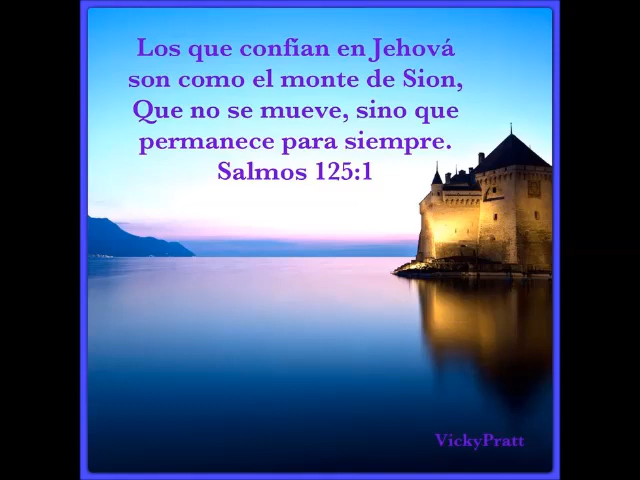 Los que confían en Jehová
son como el monte de Sion,
Que no se mueve, sino que
permanece para siempre.
Salmos 125:1
VickyPratt